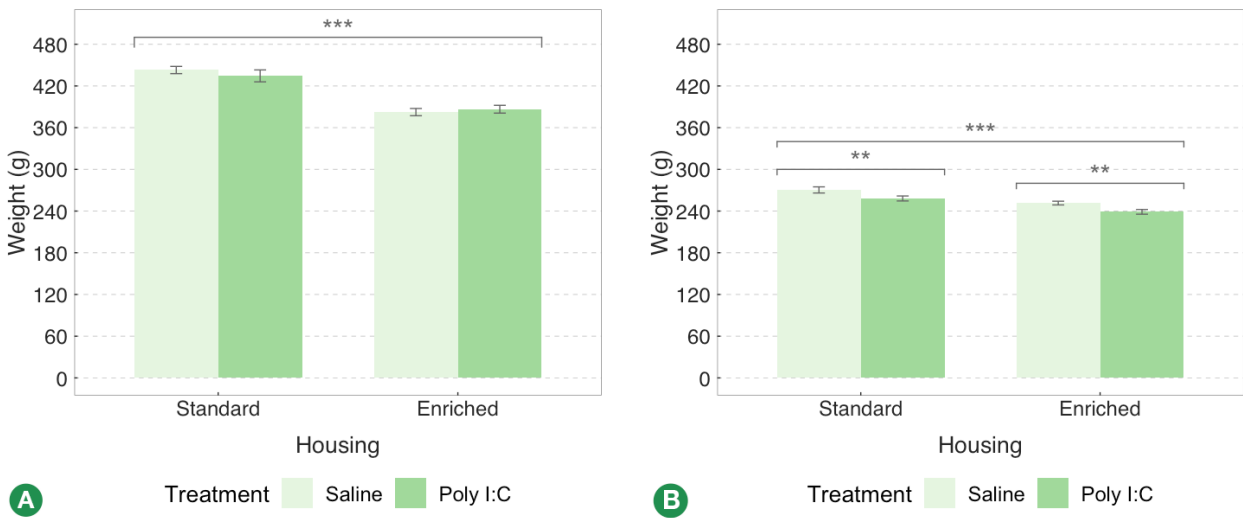 ***
480
420
360
300
240
180
120
60
0
Weight (g)
Standard Enriched
Housing
A Treatment Saline Poly I:C
480
420
360
300
240
180
120
60
0
Weight (g)
***
**
**
Standard Enriched
Housing
B Treatment Saline Poly I:C